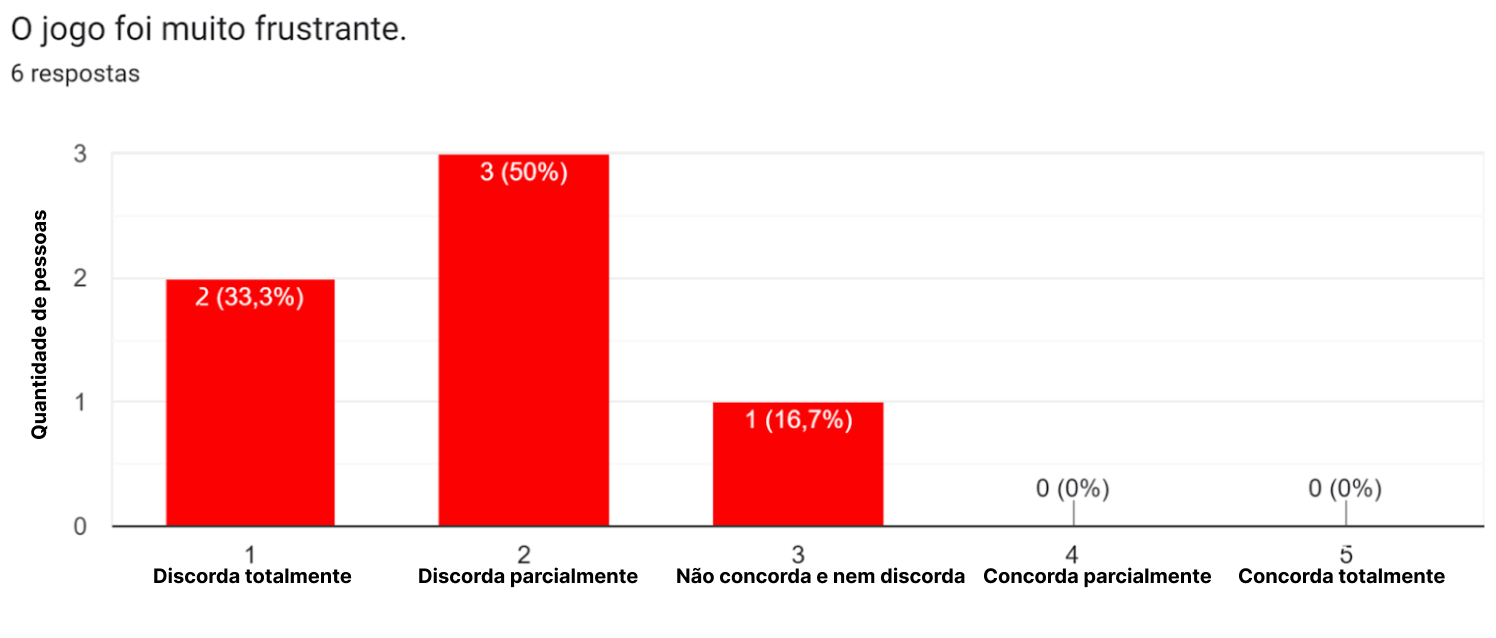 O jogo foi muito frustrante.
6 respostas
Quantidade de pessoas
3
2
1
0
2 (33,3%)
3 (50%)
1 (16,7%)
0 (0%)
0 (0%)
1
2
3
4
5
Discorda totalmente
Discorda parcialmente
Não concorda e nem discorda
Concorda parcialmente
Concorda totalmente